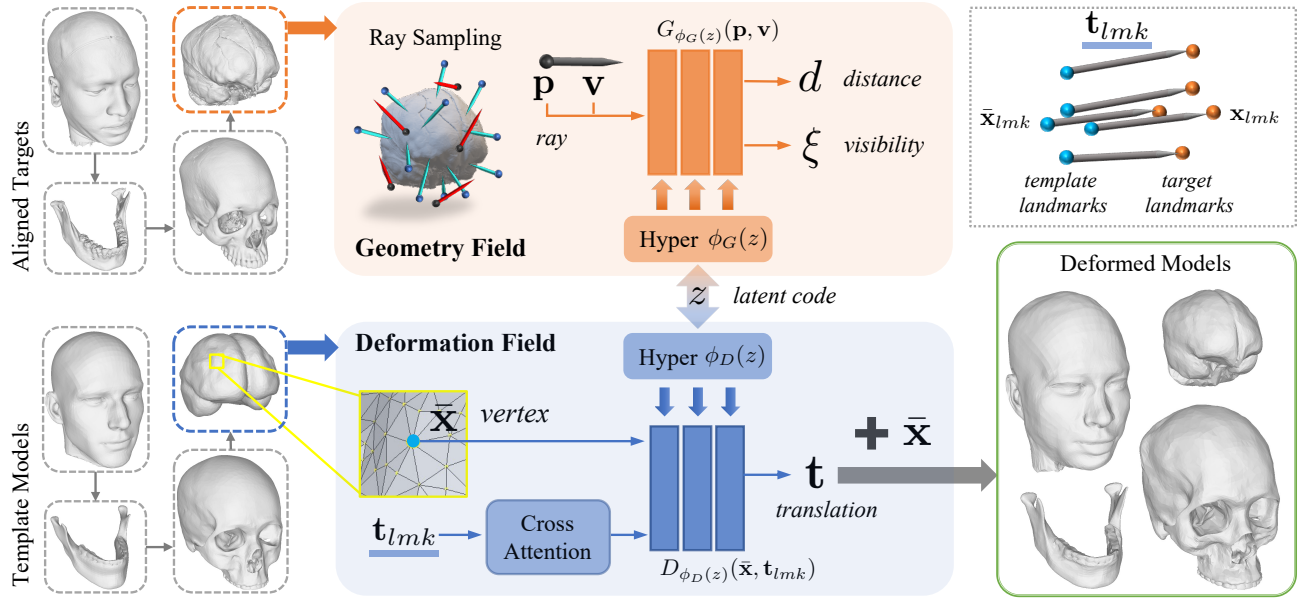 Aligned Targets
Ray Sampling
Geometry Field
p v
ray
G_{ϕ_G(z)}(p, v)
d distance
ξ visibility
Hyper ϕ_G(z)
z latent code
t_{lmk}
x̄_{lmk}
x_{lmk}
template
landmarks
target
landmarks
Template Models
Deformation Field
Hyper ϕ_D(z)
x̄ vertex
t_{lmk}
Cross
Attention
D_{ϕ_D(z)}(x̄, t_{lmk})
t
translation
+ x̄
Deformed Models